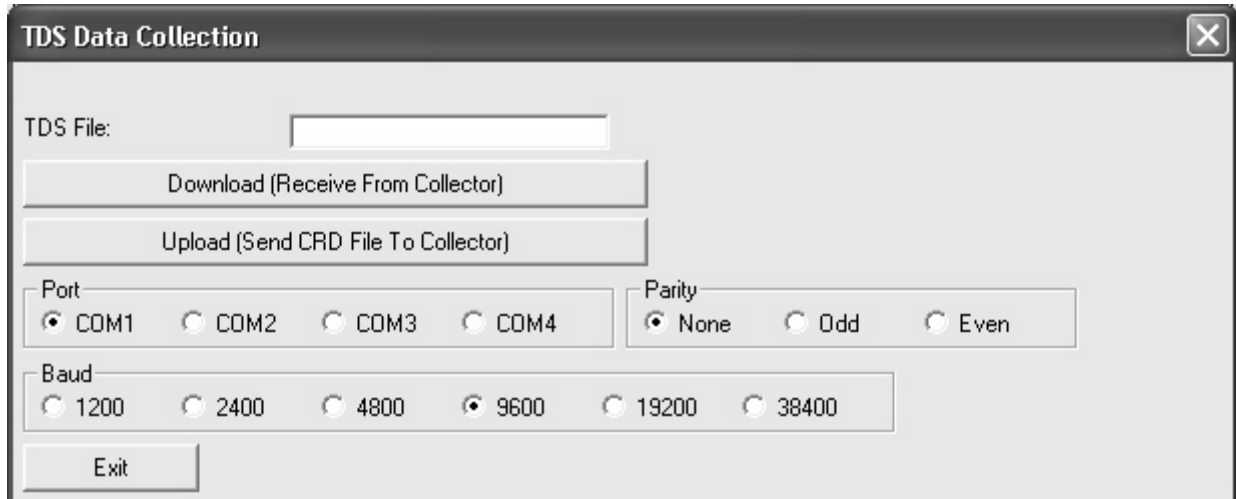 TDS Data Collection
TDS File:
Download (Receive From Collector)
Upload (Send CRD File To Collector)
Port
COM1 COM2 COM3 COM4
Parity
None Odd Even
Baud
1200 2400 4800 9600 19200 38400
Exit